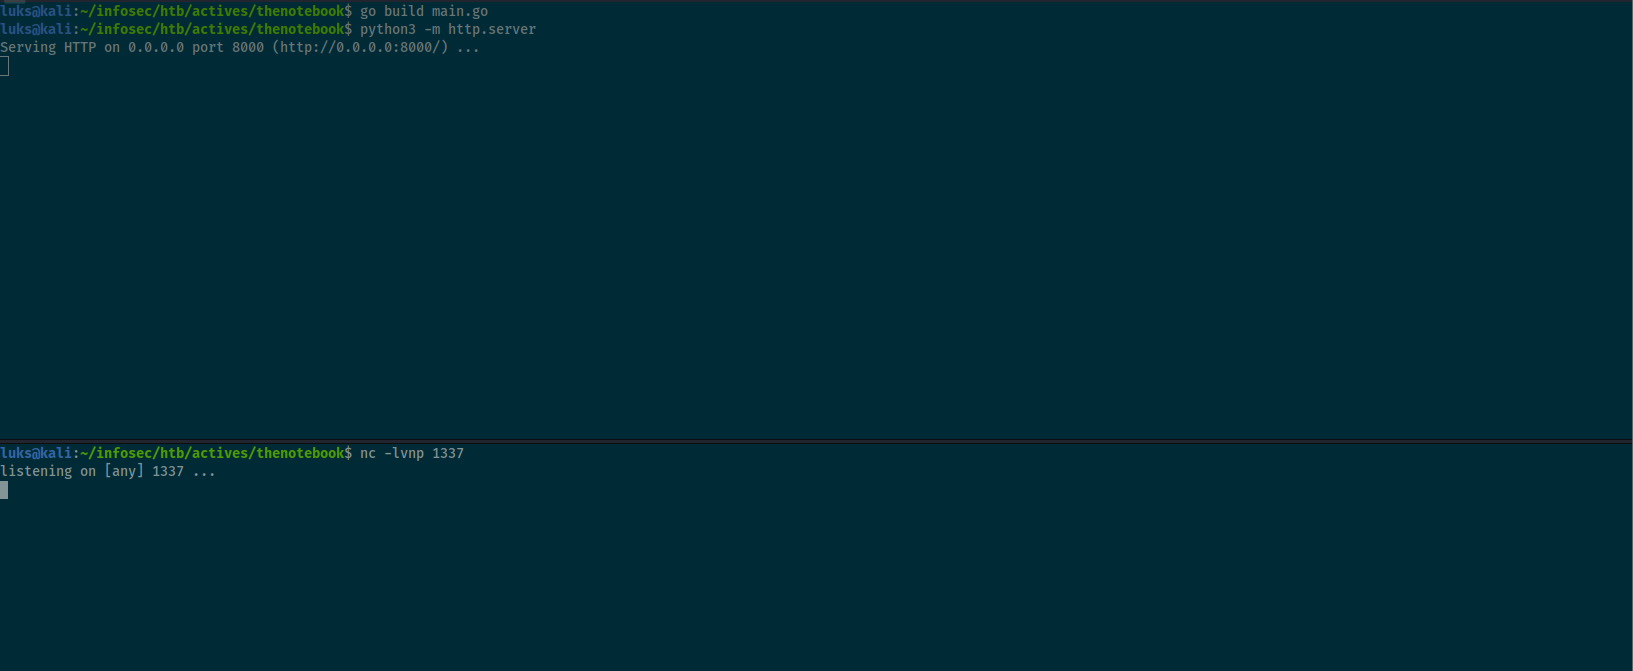 luks@kali:~/infosec/htb/actives/thenotebook$ go build main.go
luks@kali:~/infosec/htb/actives/thenotebook$ python3 -m http.server
Serving HTTP on 0.0.0.0 port 8000 (http://0.0.0.0:8000/) ...
luks@kali:~/infosec/htb/actives/thenotebook$ nc -lvnp 1337
listening on [any] 1337 ...